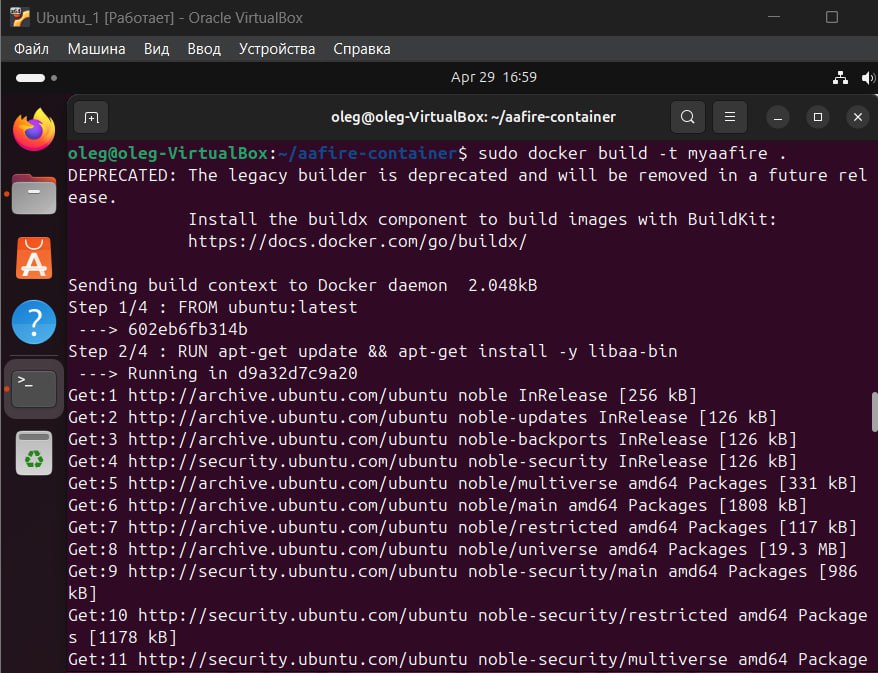 Ubuntu_1 [Работает] - Oracle VirtualBox
Файл Машина Вид Ввод Устройства Справка
Apr 29 16:59
oleg@oleg-VirtualBox: ~/aafire-container
oleg@oleg-VirtualBox:~/aafire-container$ sudo docker build -t myaafire .
DEPRECATED: The legacy builder is deprecated and will be removed in a future rel
ease.
Install the buildx component to build images with BuildKit:
https://docs.docker.com/go/buildx/
Sending build context to Docker daemon  2.048kB
Step 1/4 : FROM ubuntu:latest
---> 602eb6fb314b
Step 2/4 : RUN apt-get update && apt-get install -y libaa-bin
---> Running in d9a32d7c9a20
Get:1 http://archive.ubuntu.com/ubuntu noble InRelease [256 kB]
Get:2 http://archive.ubuntu.com/ubuntu noble-updates InRelease [126 kB]
Get:3 http://archive.ubuntu.com/ubuntu noble-backports InRelease [126 kB]
Get:4 http://security.ubuntu.com/ubuntu noble-security InRelease [126 kB]
Get:5 http://archive.ubuntu.com/ubuntu noble/multiverse amd64 Packages [331 kB]
Get:6 http://archive.ubuntu.com/ubuntu noble/main amd64 Packages [1808 kB]
Get:7 http://archive.ubuntu.com/ubuntu noble/restricted amd64 Packages [117 kB]
Get:8 http://archive.ubuntu.com/ubuntu noble/universe amd64 Packages [19.3 MB]
Get:9 http://security.ubuntu.com/ubuntu noble-security/main amd64 Packages [986
kB]
Get:10 http://security.ubuntu.com/ubuntu noble-security/restricted amd64 Package
s [1178 kB]
Get:11 http://security.ubuntu.com/ubuntu noble-security/multiverse amd64 Package